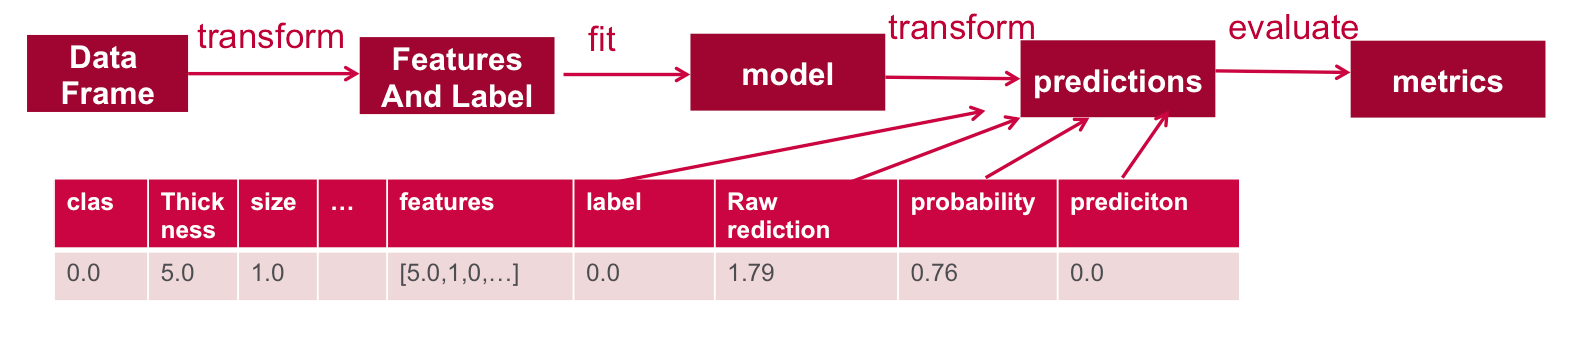 transform
fit
transform
evaluate
Data
Frame
Features
And Label
model
predictions
metrics
clas
Thick
ness
size
...
features
label
Raw
rediction
probability
prediciton
0.0
5.0
1.0
[5.0,1,0,...]
0.0
1.79
0.76
0.0